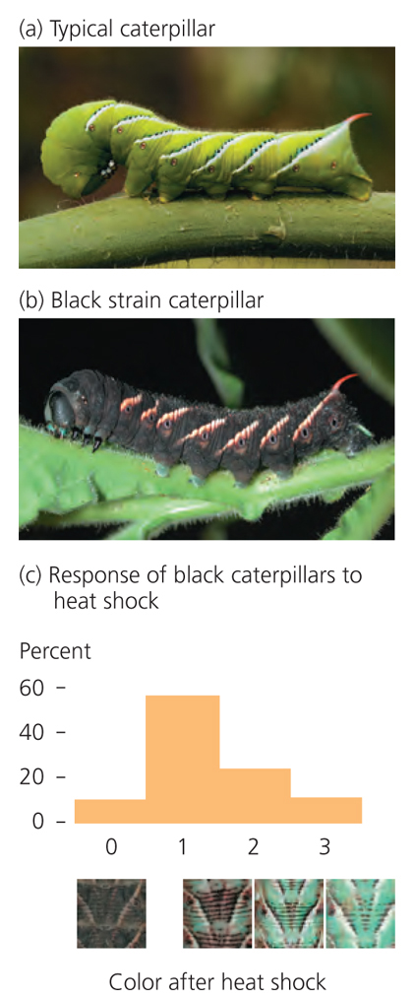 (a) Typical caterpillar
(b) Black strain caterpillar
(c) Response of black caterpillars to
heat shock
Percent
60
40
20
0
0 1 2 3
Color after heat shock